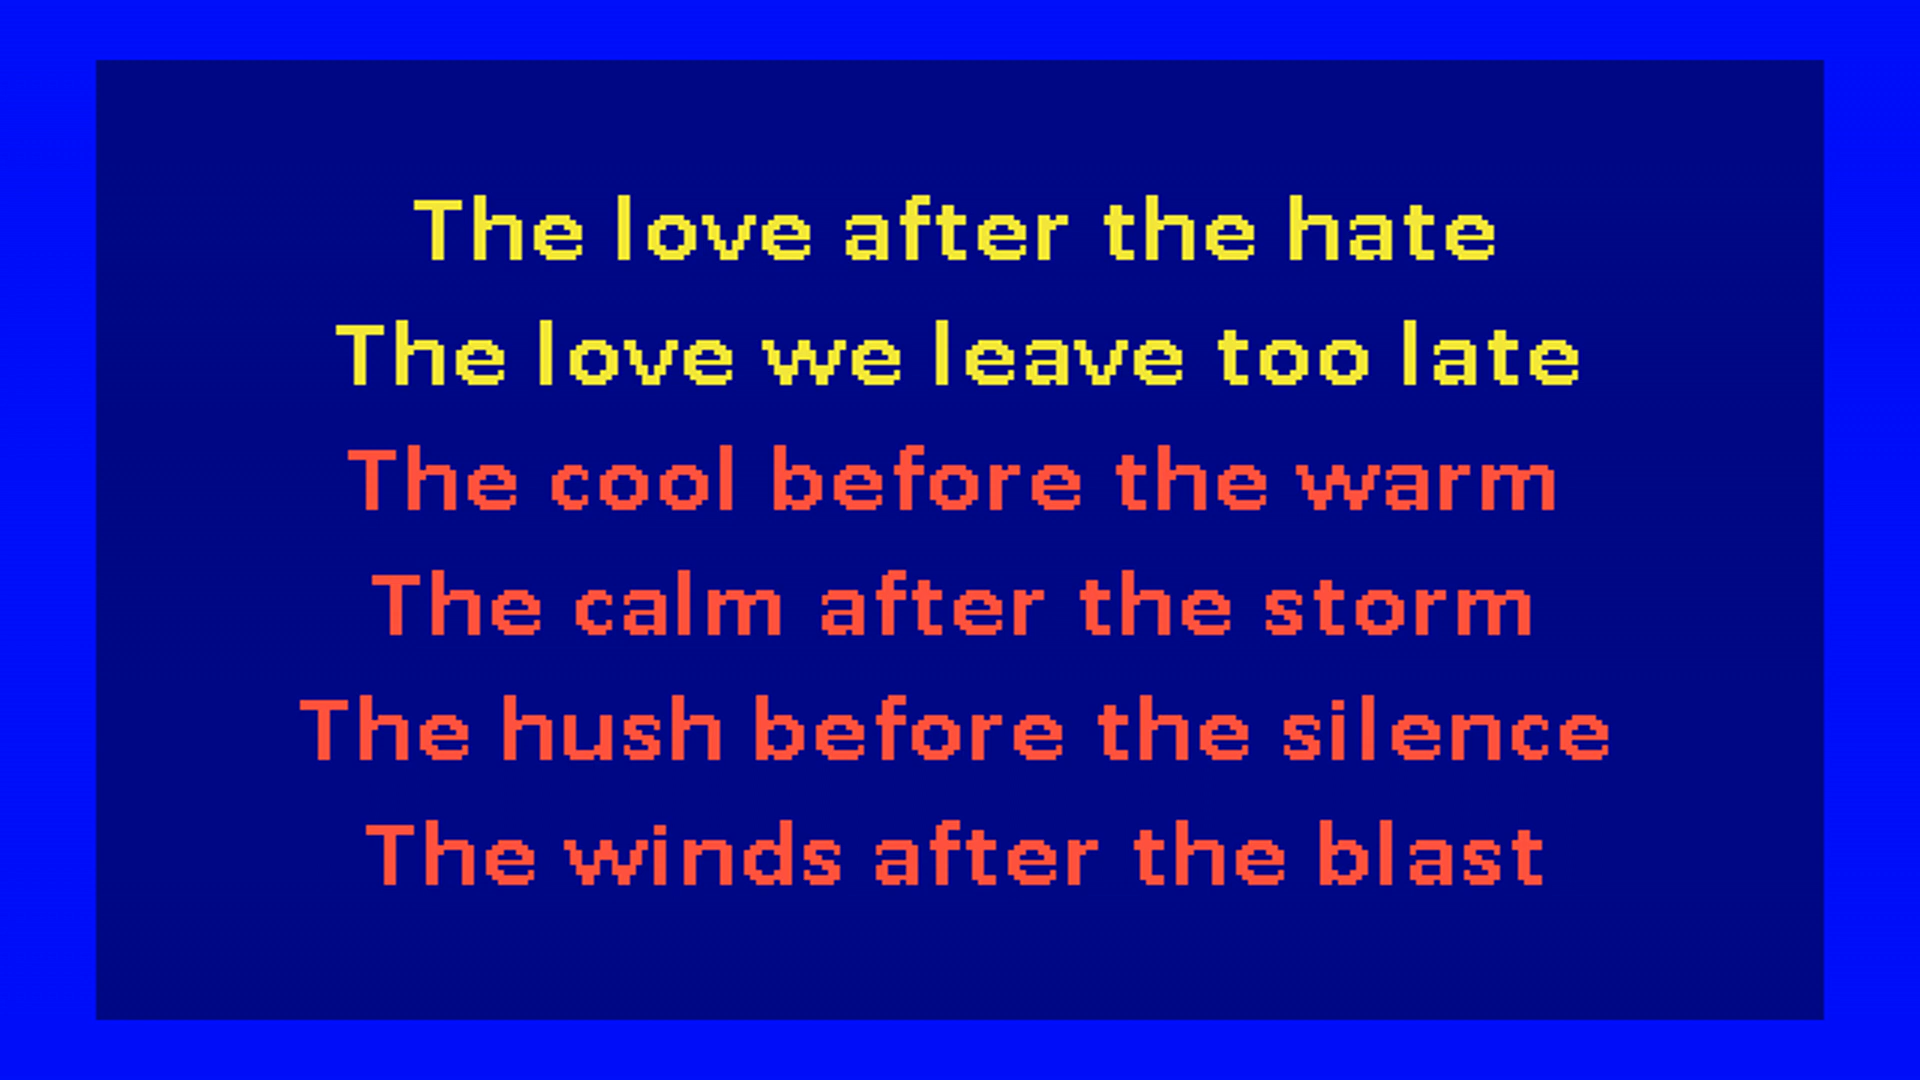 The love after the hate
The love we leave too late
The cool before the warm
The calm after the storm
The hush before the silence
The winds after the blast